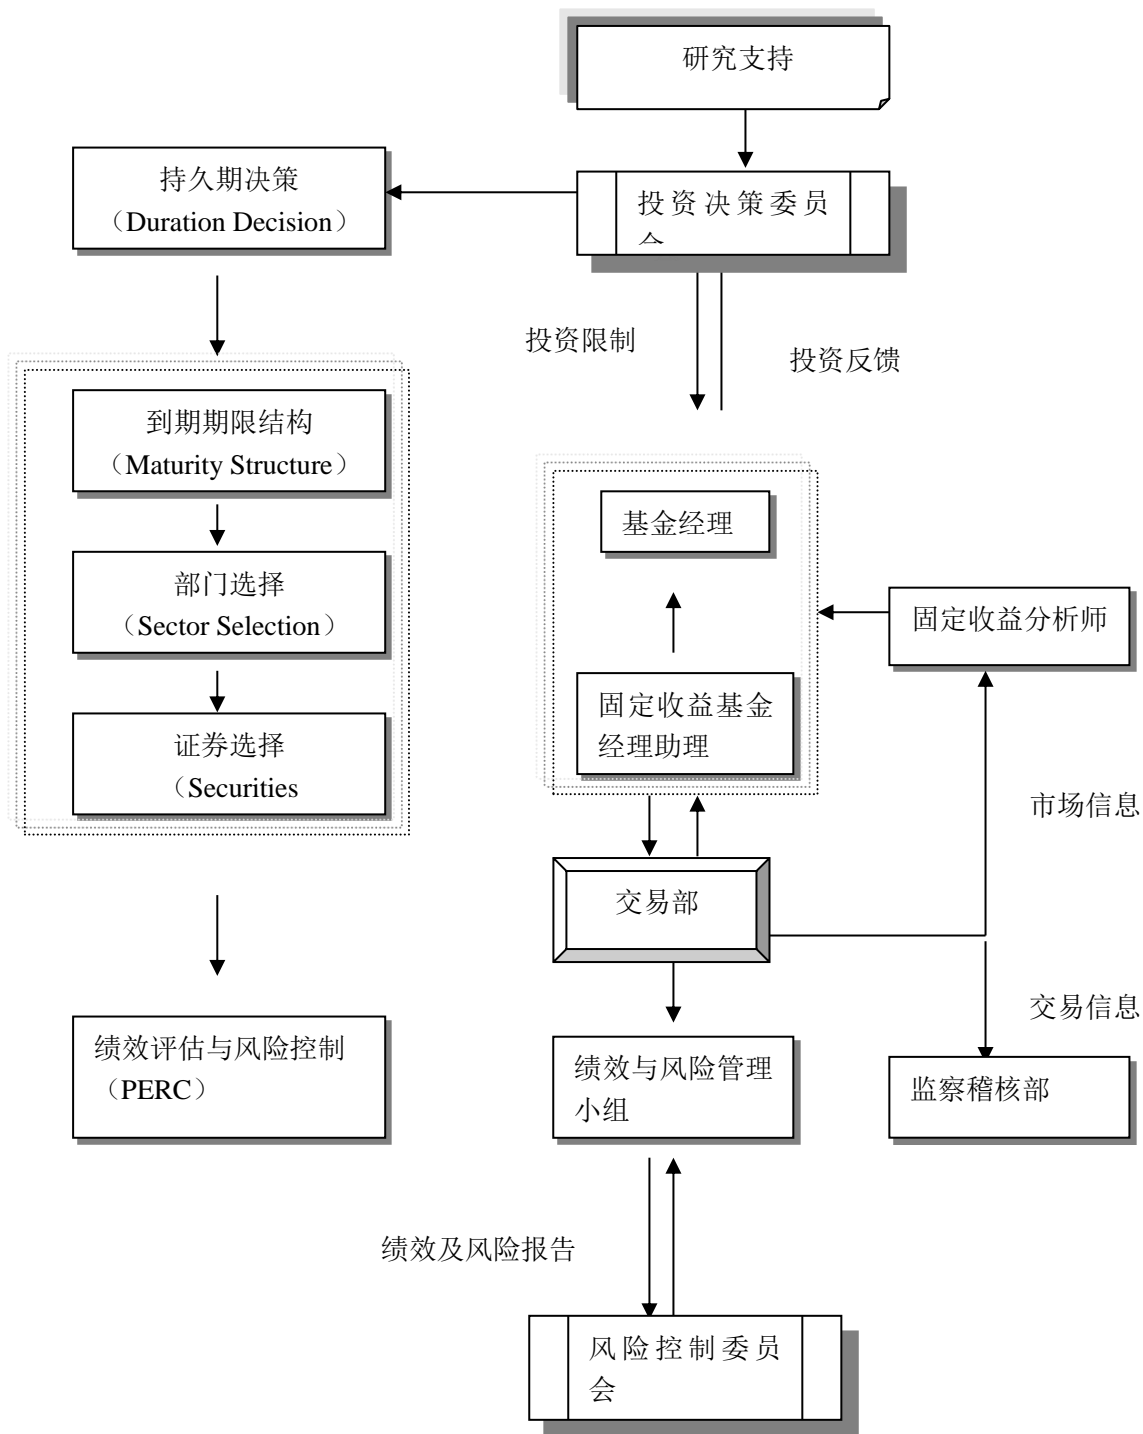 研究支持
持久期决策
（Duration Decision）
投资决策委员
投资限制
投资反馈
到期期限结构
（Maturity Structure）
基金经理
部门选择
（Sector Selection）
固定收益分析师
固定收益基金
经理助理
证券选择
（Securities
市场信息
交易部
交易信息
绩效评估与风险控制
（PERC）
绩效与风险管理
小组
监察稽核部
绩效及风险报告
风险控制委员
会